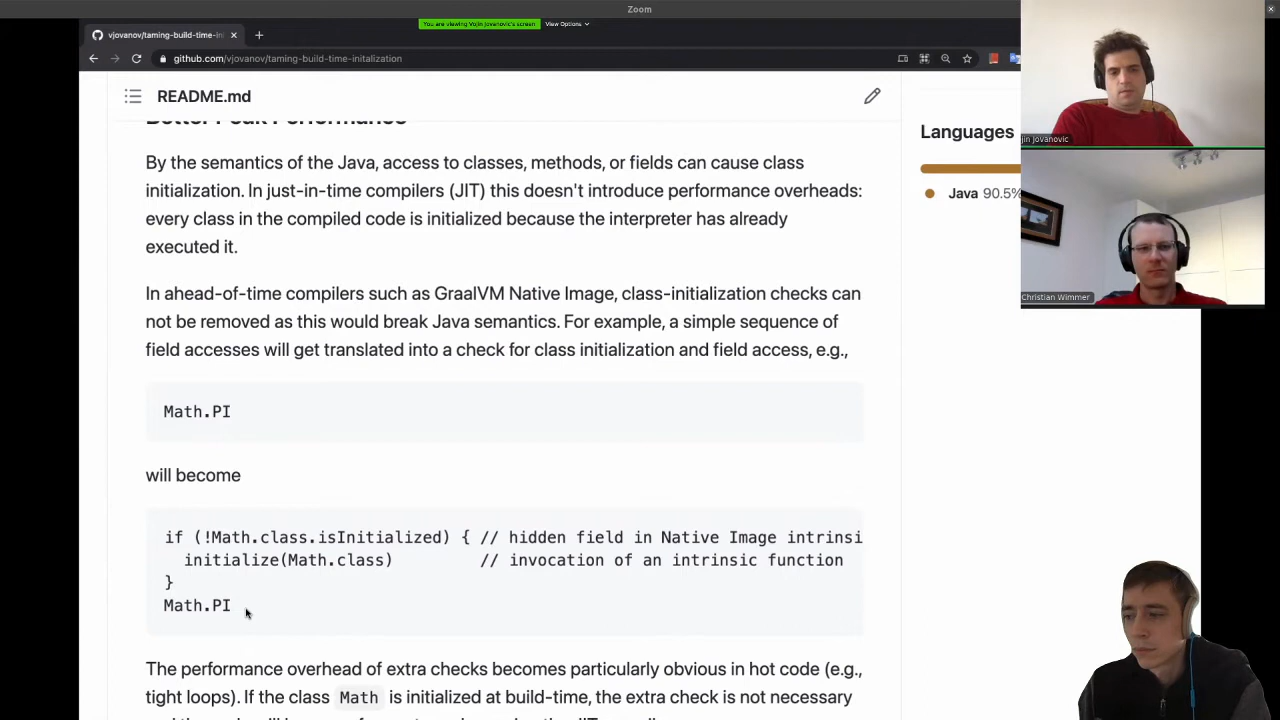 Zoom
You are viewing Vojin Jovanovic's screen
View Options
vjovanov/taming-build-time-ini
github.com/vjovanov/taming-build-time-initalization
README.md
Better Peak Performance
Languages
Java 90.5%
jin Jovanovic
Christian Wimmer
By the semantics of the Java, access to classes, methods, or fields can cause class
initialization. In just-in-time compilers (JIT) this doesn't introduce performance overheads:
every class in the compiled code is initialized because the interpreter has already
executed it.
In ahead-of-time compilers such as GraalVM Native Image, class-initialization checks can
not be removed as this would break Java semantics. For example, a simple sequence of
field accesses will get translated into a check for class initialization and field access, e.g.,
Math.PI
will become
if (!Math.class.isInitialized) { // hidden field in Native Image intrinsi
initialize(Math.class) // invocation of an intrinsic function
}
Math.PI
The performance overhead of extra checks becomes particularly obvious in hot code (e.g.,
tight loops). If the class Math is initialized at build-time, the extra check is not necessary